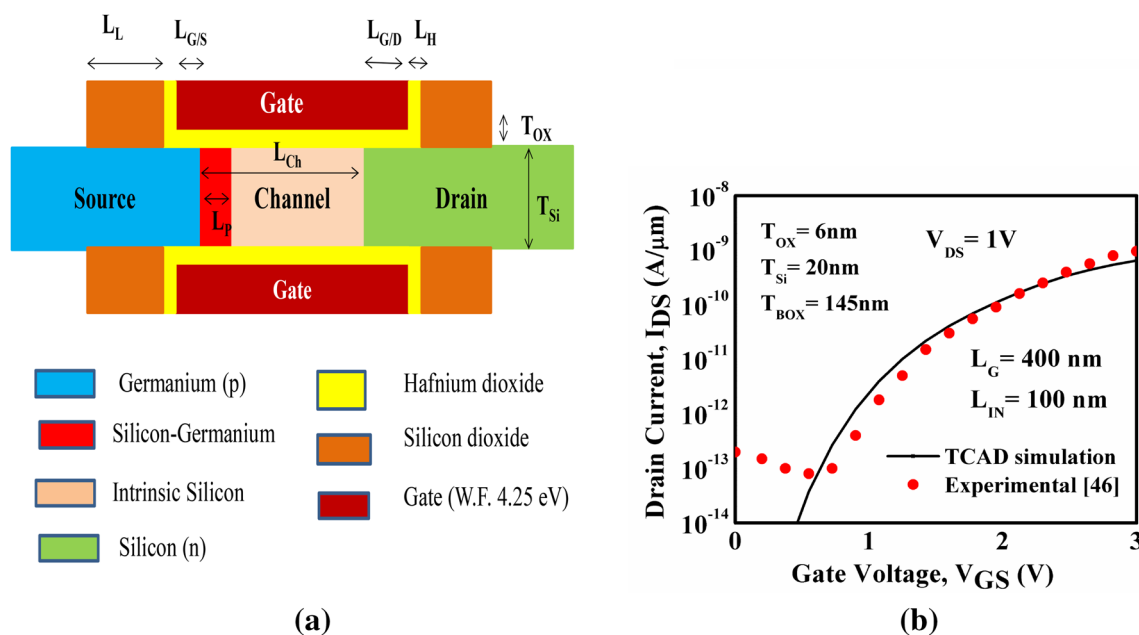 L_L L_G/S L_G/D L_H
Gate
T_OX
L_Ch
Source Channel Drain
L_P
T_Si
Gate
Germanium (p)
Silicon-Germanium
Intrinsic Silicon
Silicon (n)
Hafnium dioxide
Silicon dioxide
Gate (W.F. 4.25 eV)
(a)
Drain Current, I_DS (A/μm)
10^-8
10^-9
10^-10
10^-11
10^-12
10^-13
10^-14
T_OX= 6nm
T_Si= 20nm
T_BOX= 145nm
V_DS= 1V
L_G= 400 nm
L_IN= 100 nm
TCAD simulation
Experimental [46]
0 1 2 3
Gate Voltage, V_GS (V)
(b)